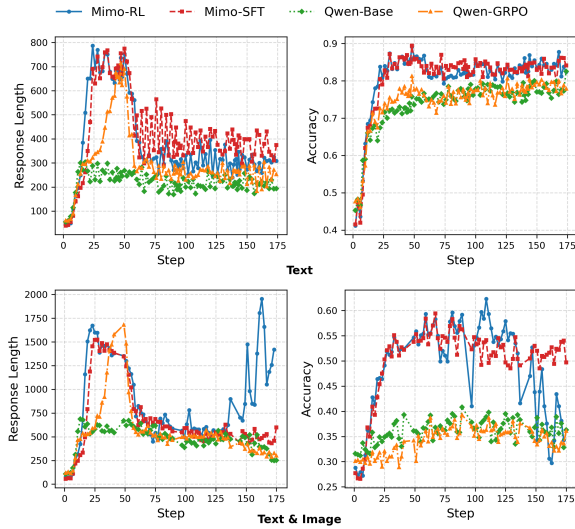 Mimo-RL Mimo-SFT Qwen-Base Qwen-GRPO
800
700
600
500
400
300
200
100
Response Length
0 25 50 75 100 125 150 175
Step
0.9
0.8
0.7
0.6
0.5
0.4
Accuracy
0 25 50 75 100 125 150 175
Step
Text
2000
1750
1500
1250
1000
750
500
250
0
Response Length
0 25 50 75 100 125 150 175
Step
0.60
0.55
0.50
0.45
0.40
0.35
0.30
0.25
Accuracy
0 25 50 75 100 125 150 175
Step
Text & Image